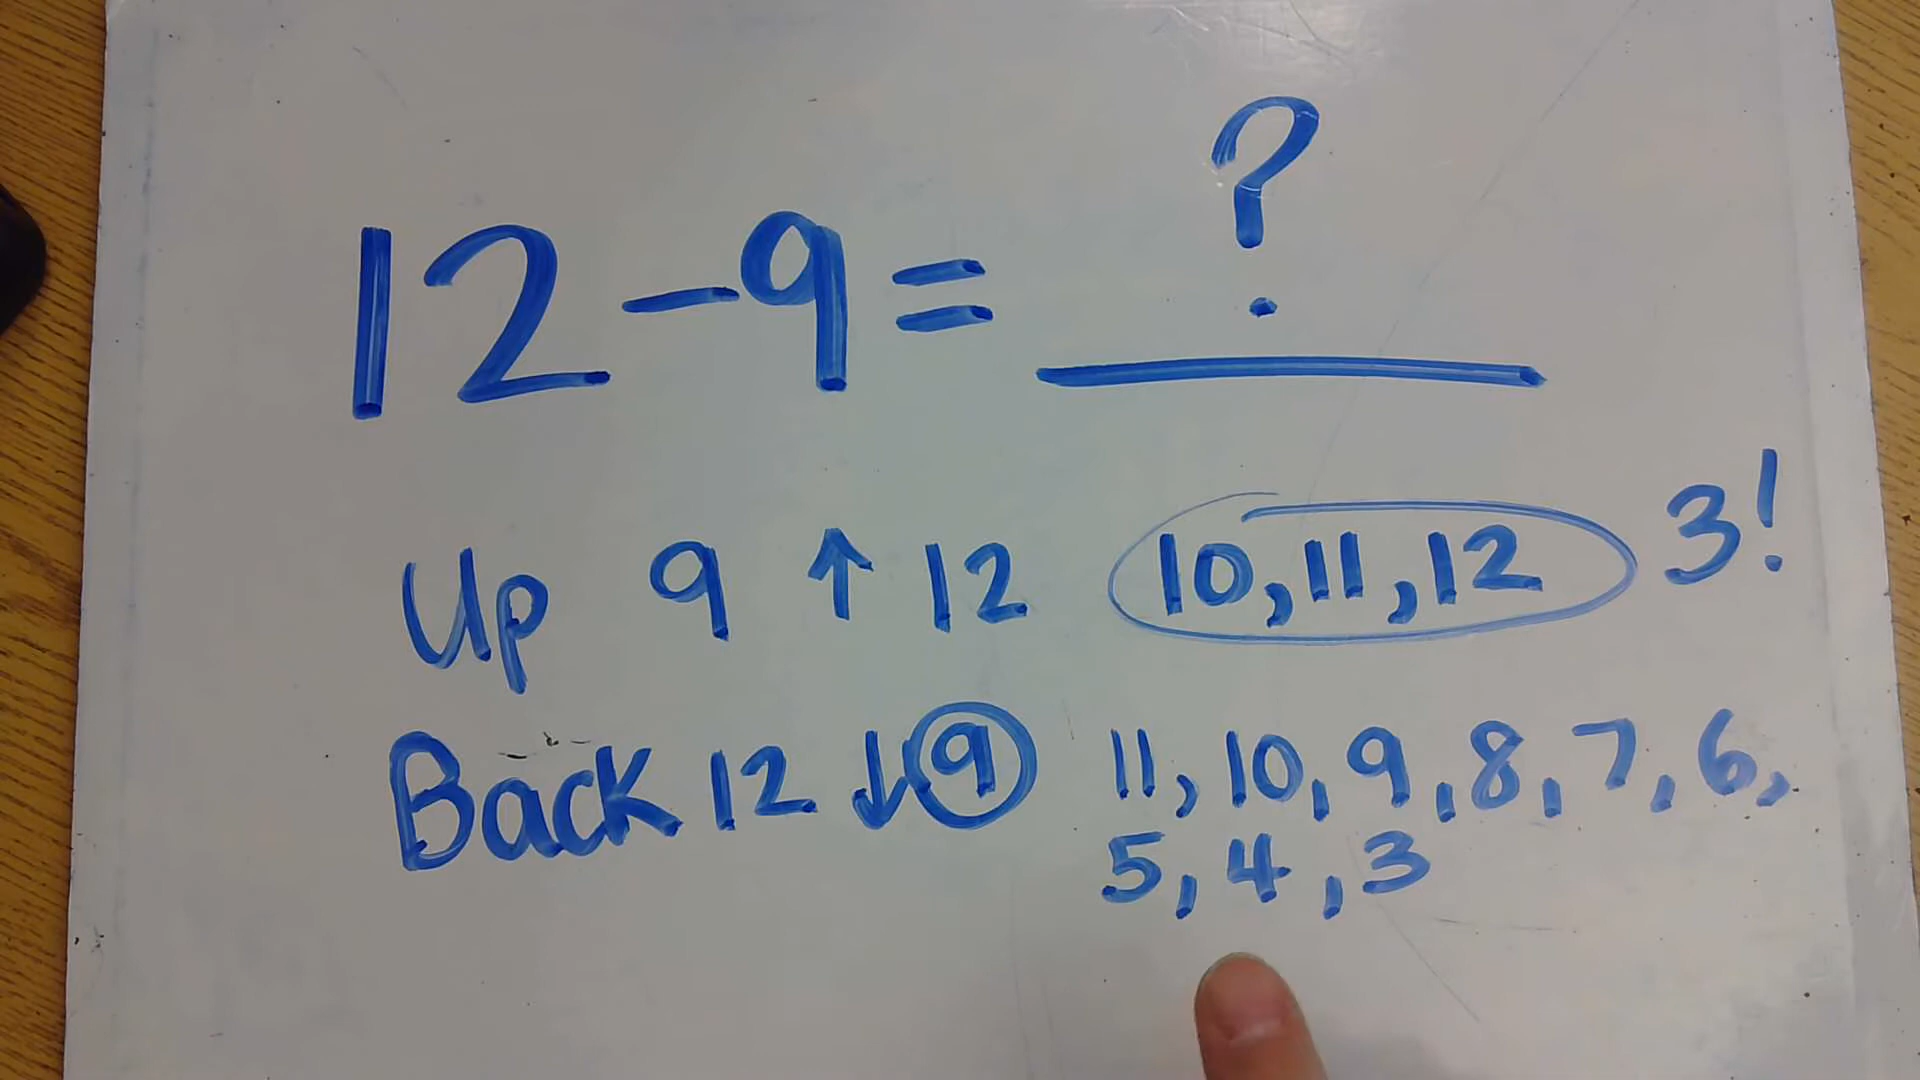 12-9= ?
Up 9 ↑ 12 10, 11, 12 3!
Back 12 ↓ 9 11, 10, 9, 8, 7, 6,
5, 4, 3